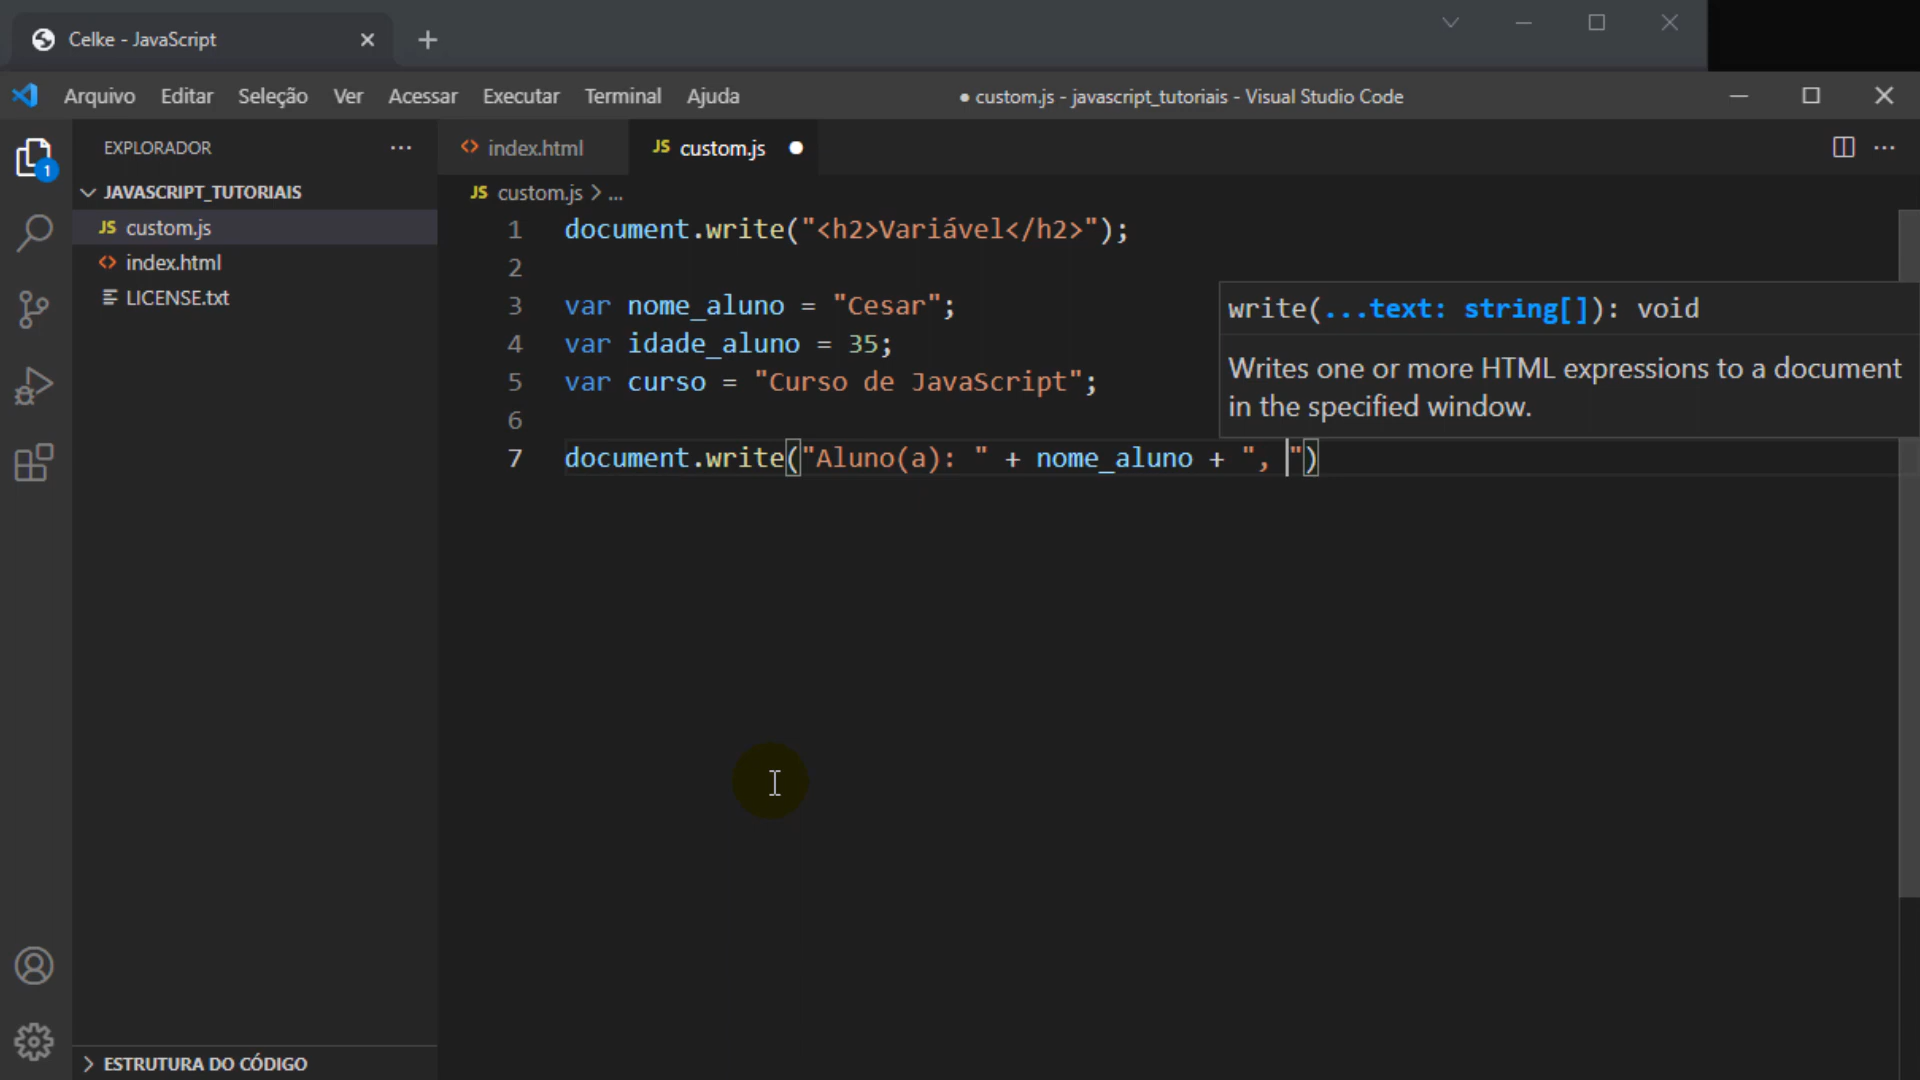 Celke - JavaScript
Arquivo Editar Seleção Ver Acessar Executar Terminal Ajuda
● custom.js - javascript_tutoriais - Visual Studio Code
EXPLORADOR ...
1
JAVASCRIPT_TUTORIAIS
JS custom.js
index.html
LICENSE.txt
ESTRUTURA DO CÓDIGO
index.html
JS custom.js ●
JS custom.js > ...
1 document.write("<h2>Variável</h2>");
2
3 var nome_aluno = "Cesar";
4 var idade_aluno = 35;
5 var curso = "Curso de JavaScript";
6
7 document.write("Aluno(a): " + nome_aluno + ", ")
write(...text: string[]): void
Writes one or more HTML expressions to a document
in the specified window.